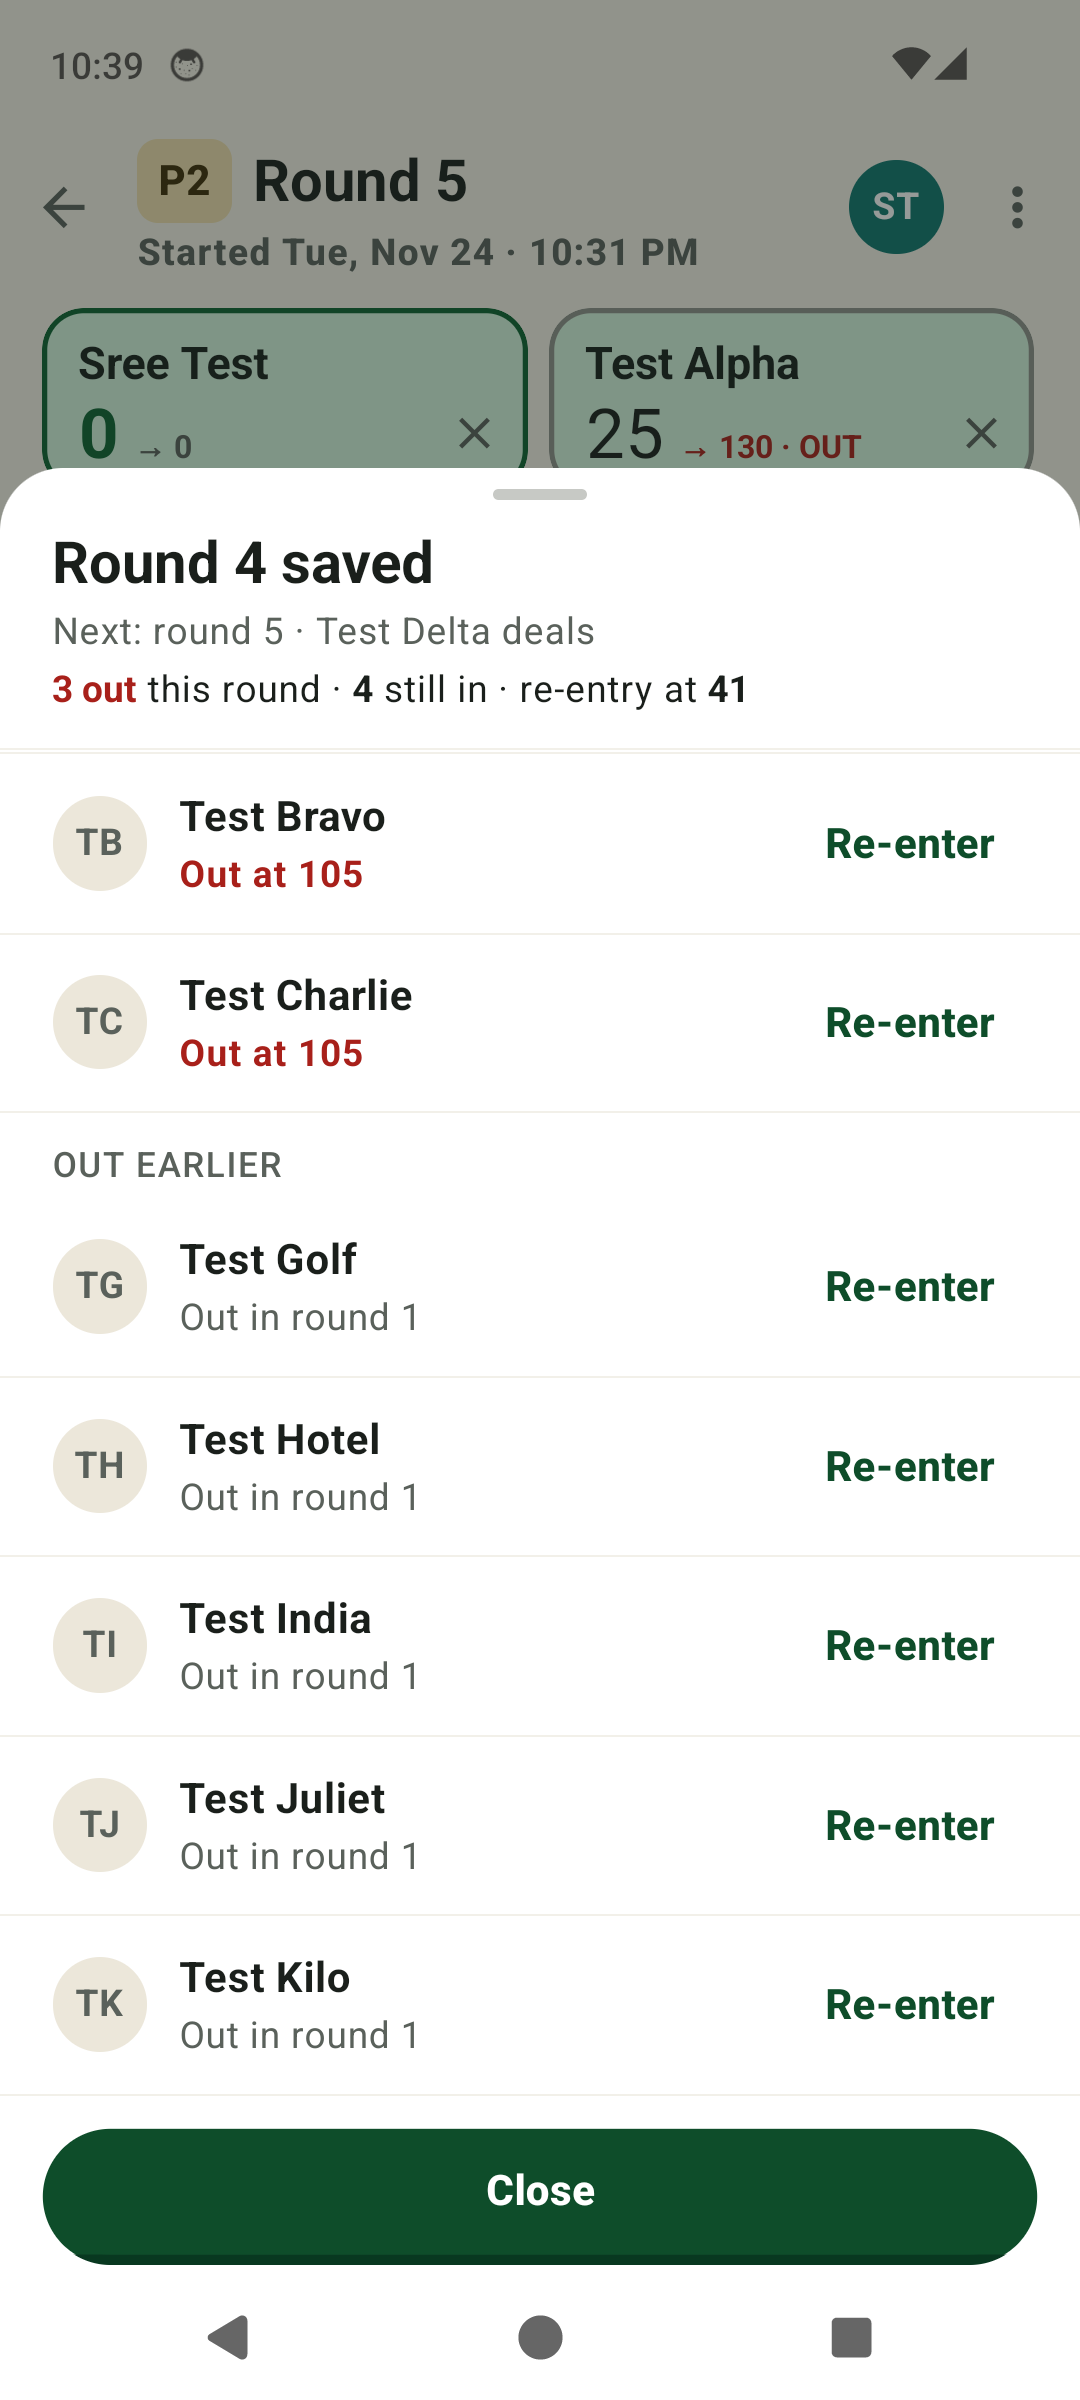 10:39
P2 Round 5
Started Tue, Nov 24 · 10:31 PM
ST
Sree Test
0 → 0
Test Alpha
25 → 130 · OUT
Round 4 saved
Next: round 5 · Test Delta deals
3 out this round · 4 still in · re-entry at 41
TB
Test Bravo
Out at 105
Re-enter
TC
Test Charlie
Out at 105
Re-enter
OUT EARLIER
TG
Test Golf
Out in round 1
Re-enter
TH
Test Hotel
Out in round 1
Re-enter
TI
Test India
Out in round 1
Re-enter
TJ
Test Juliet
Out in round 1
Re-enter
TK
Test Kilo
Out in round 1
Re-enter
Close